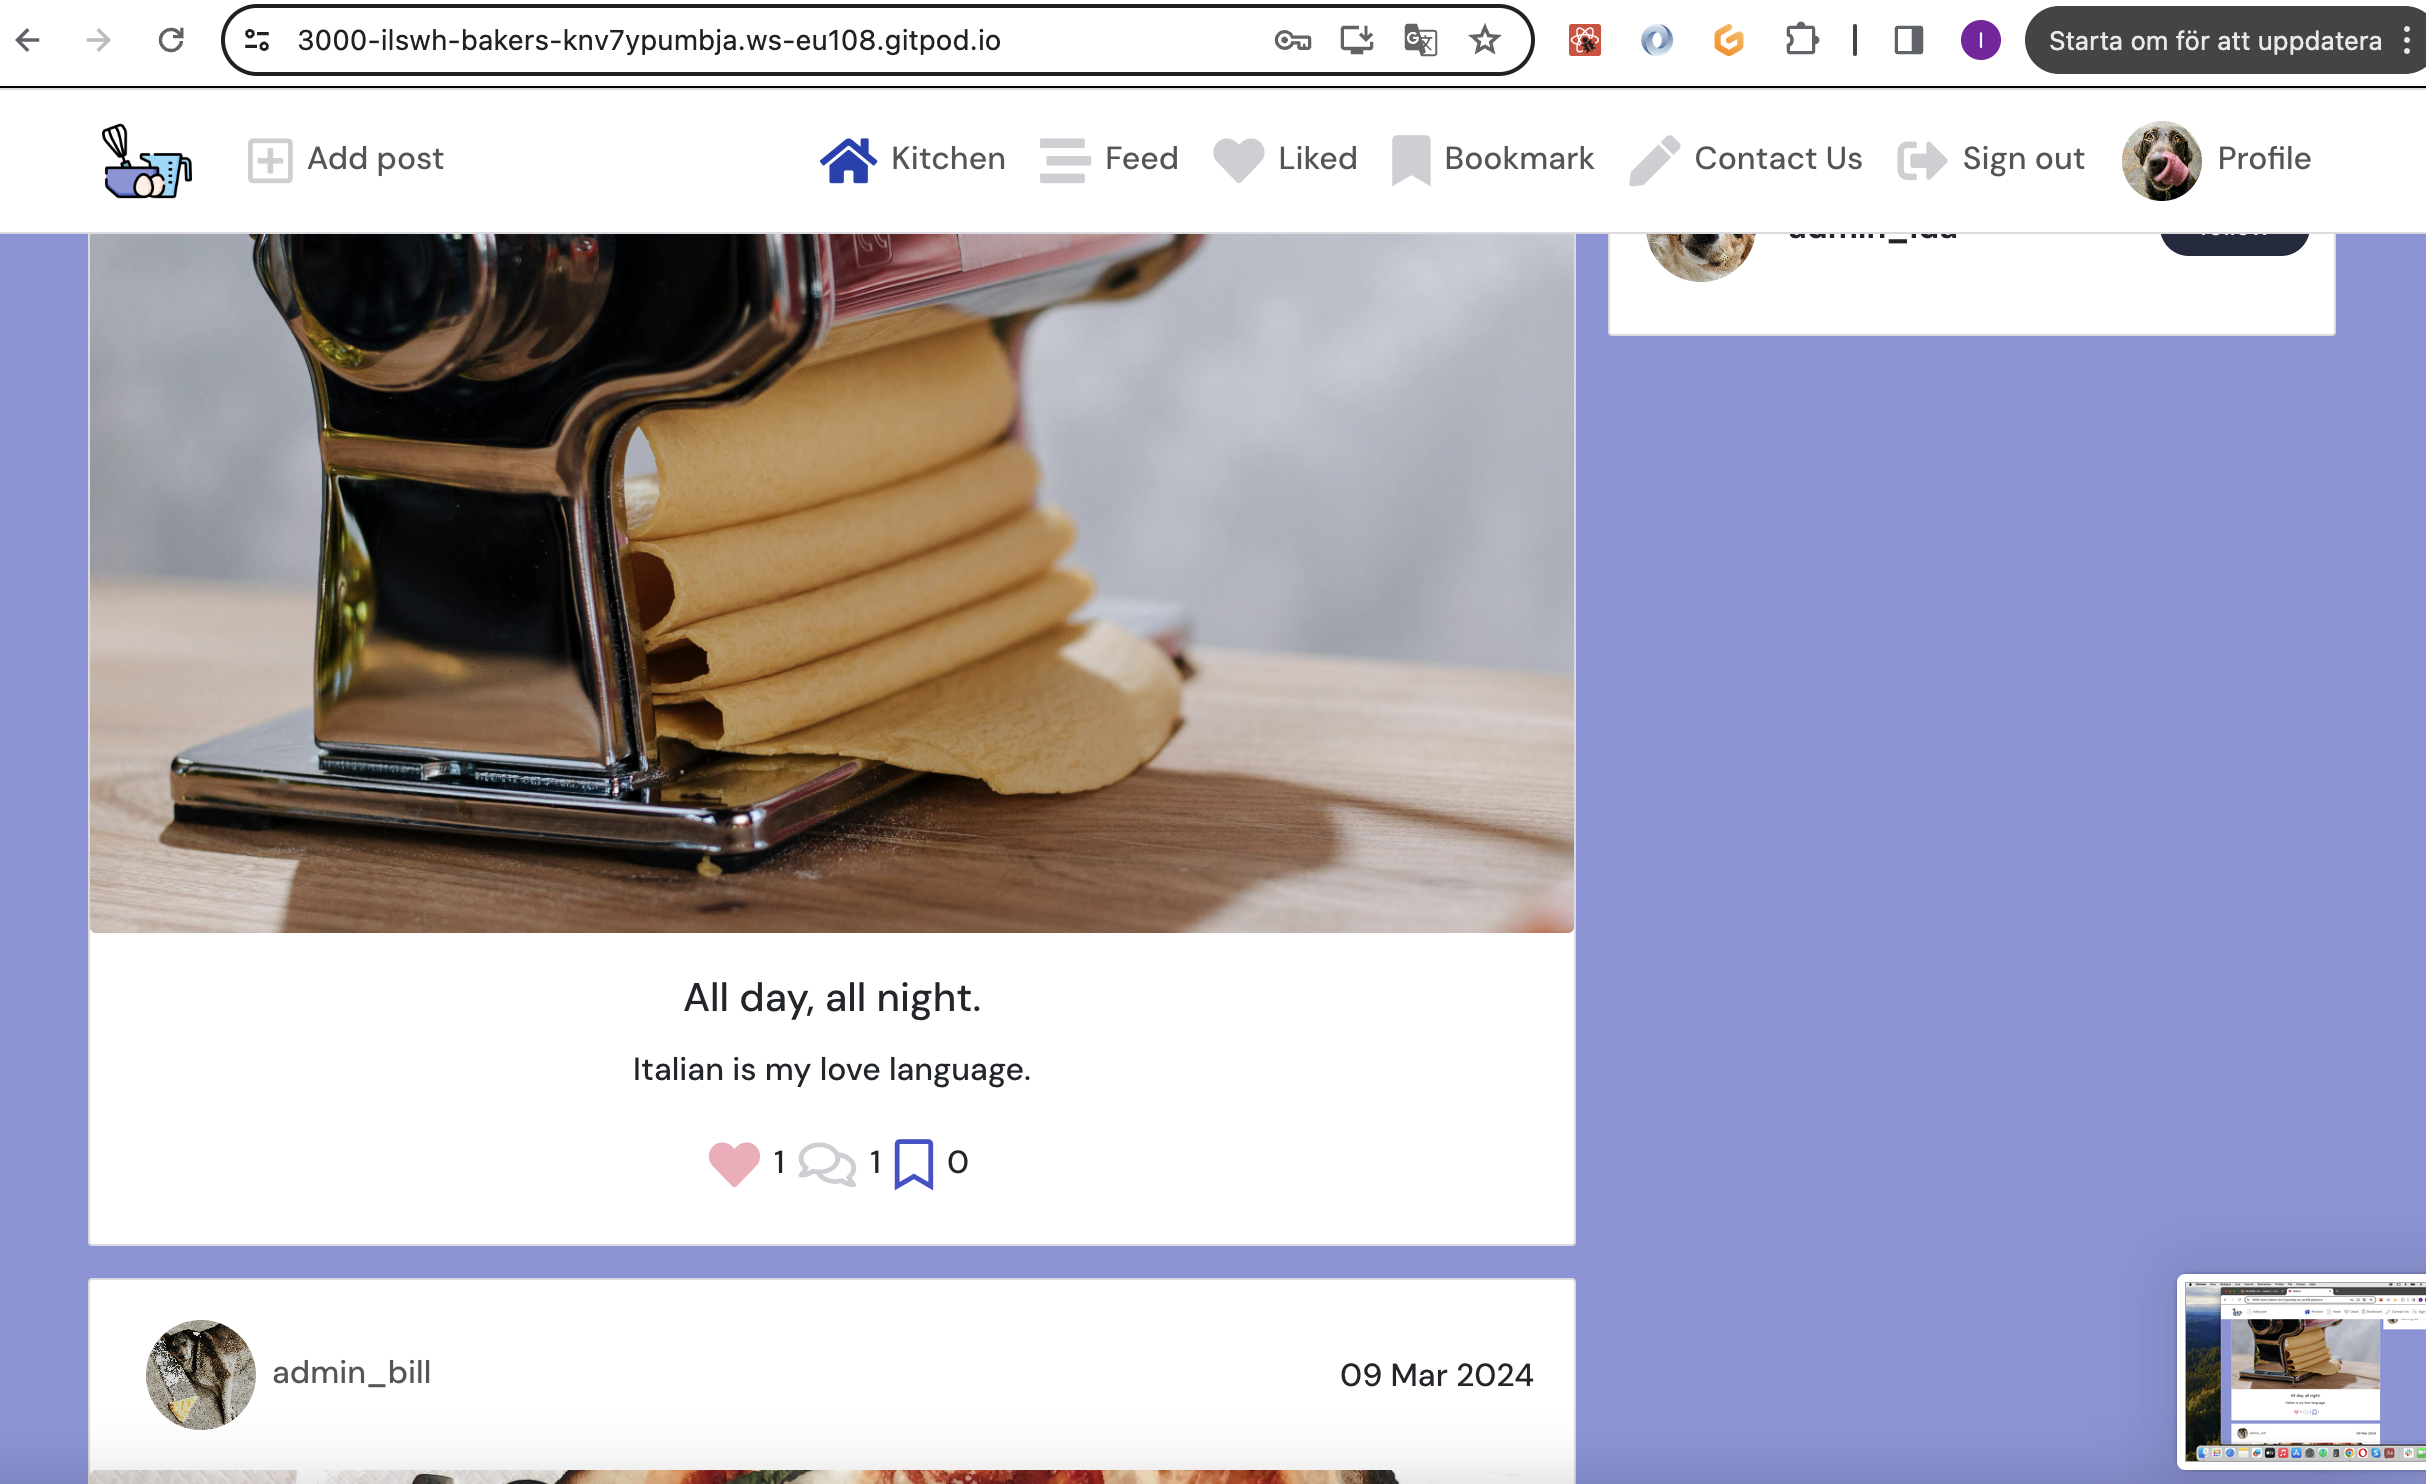 3000-ilswh-bakers-knv7ypumbja.ws-eu108.gitpod.io
I
Starta om för att uppdatera
Add post
Kitchen
Feed
Liked
Bookmark
Contact Us
Sign out
Profile
All day, all night.
Italian is my love language.
1
1
0
admin_bill
09 Mar 2024